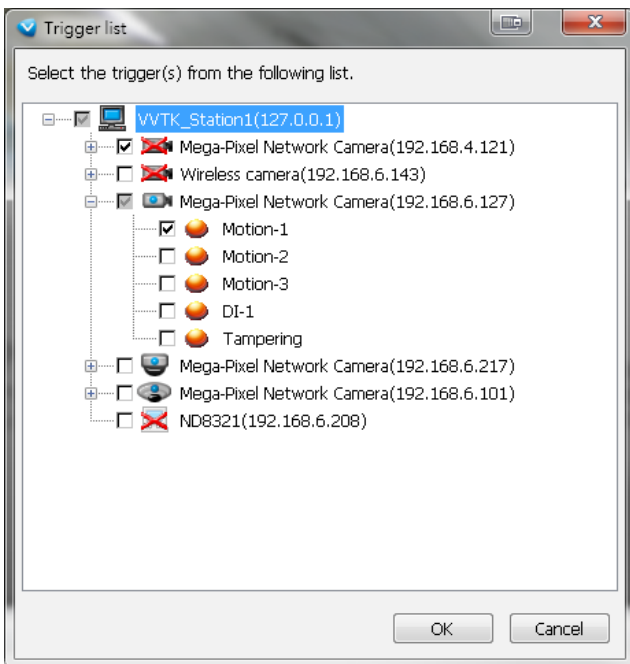 Trigger list
Select the trigger(s) from the following list.
VVTK_Station1(127.0.0.1)
Mega-Pixel Network Camera(192.168.4.121)
Wireless camera(192.168.6.143)
Mega-Pixel Network Camera(192.168.6.127)
Motion-1
Motion-2
Motion-3
DI-1
Tampering
Mega-Pixel Network Camera(192.168.6.217)
Mega-Pixel Network Camera(192.168.6.101)
ND8321(192.168.6.208)
OK Cancel